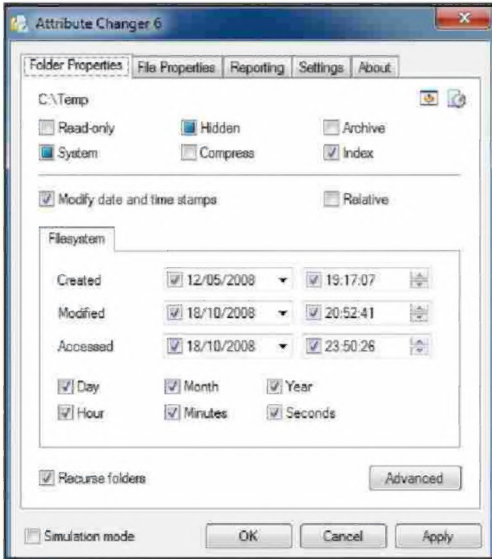 Attribute Changer 6
Folder Properties File Properties Reporting Settings About
C:\Temp
Read-only Hidden Archive
System Compress Index
Modify date and time stamps Relative
Filesystem
Created 12/05/2008 19:17:07
Modified 18/10/2008 20:52:41
Accessed 18/10/2008 23:50:26
Day Month Year
Hour Minutes Seconds
Recurse folders Advanced
Simulation mode OK Cancel Apply